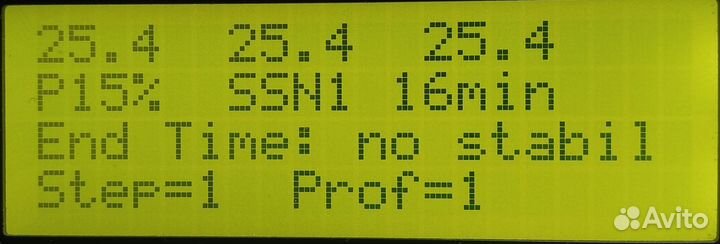 25.4 25.4 25.4
P15% SSN1 16min
End Time: no stabil
Step=1 Prof=1
Avito